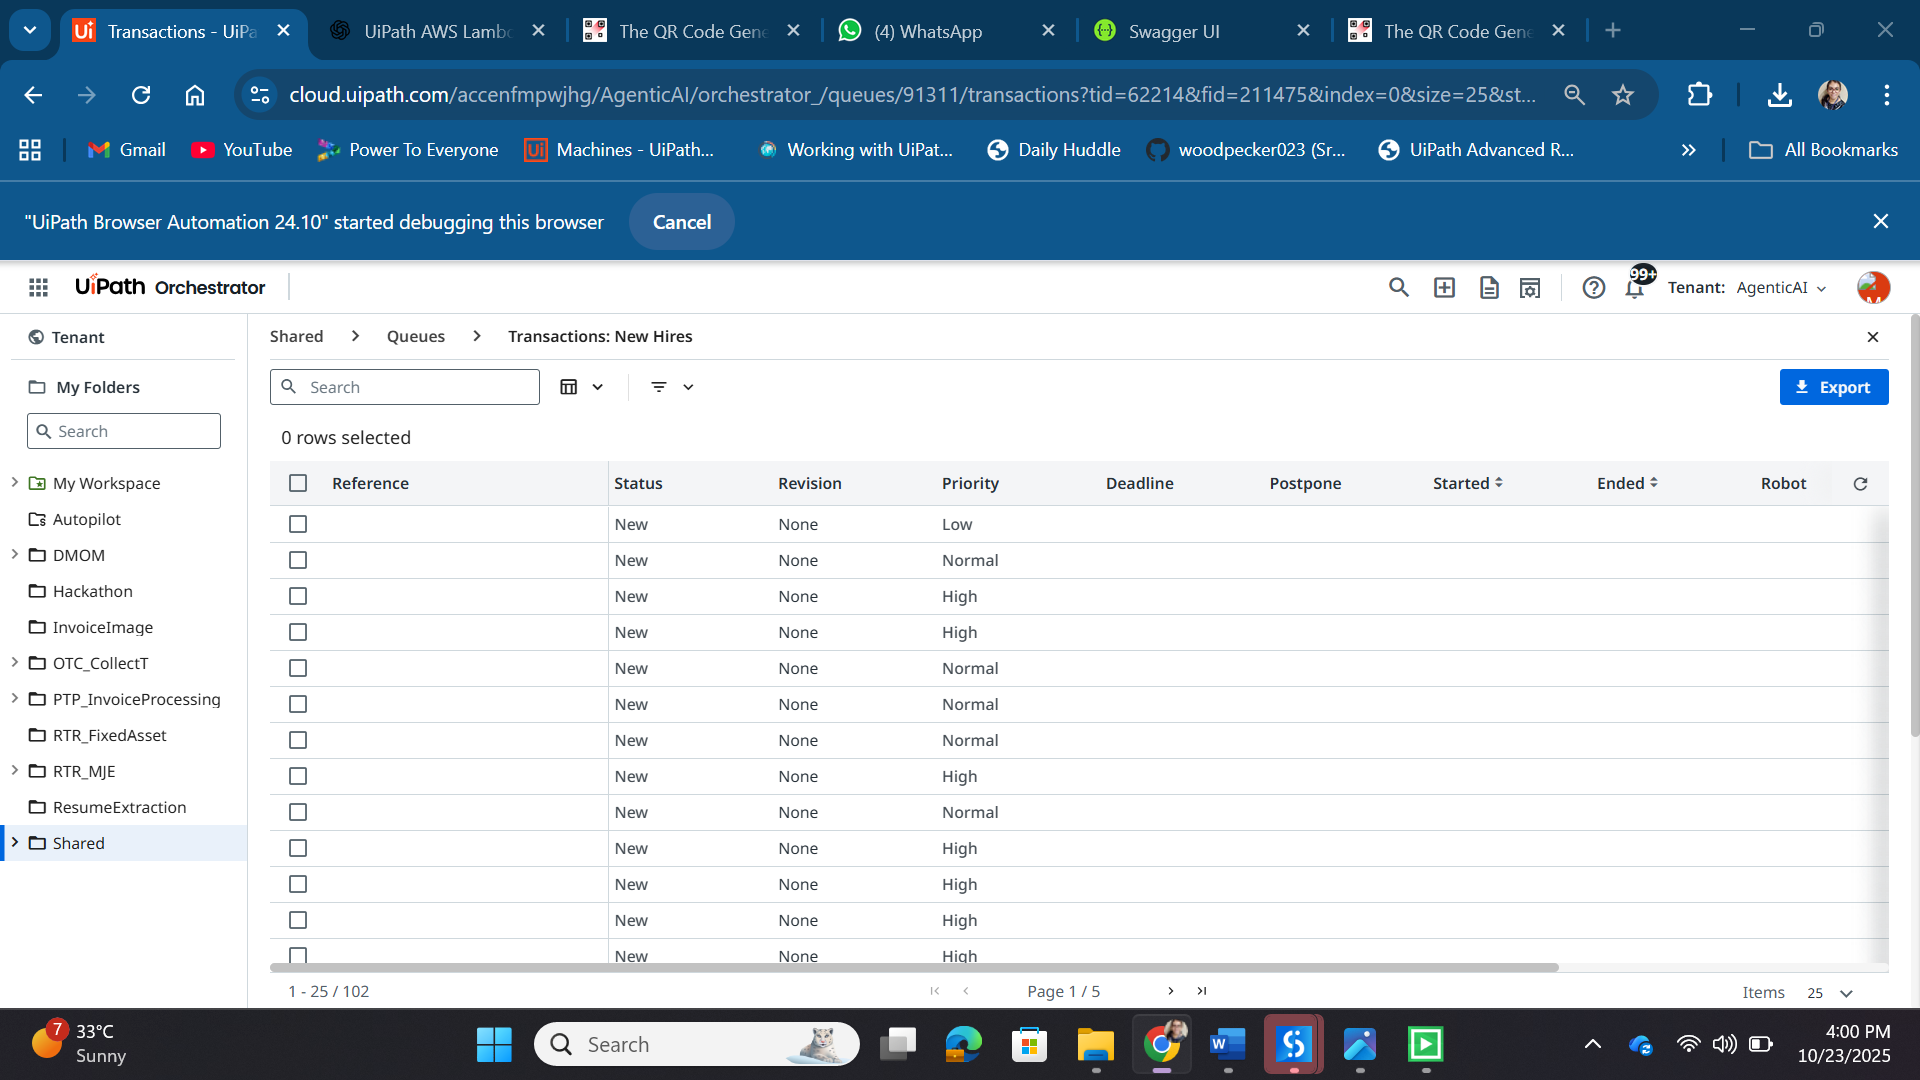 Transactions - UiPa
UiPath AWS Lambd
The QR Code Gene
(4) WhatsApp
Swagger UI
The QR Code Gene
cloud.uipath.com/accenfmpwjhg/AgenticAI/orchestrator_/queues/91311/transactions?tid=62214&fid=211475&index=0&size=25&st...
Gmail
YouTube
Power To Everyone
Machines - UiPath...
Working with UiPat...
Daily Huddle
woodpecker023 (Sr...
UiPath Advanced R...
All Bookmarks
"UiPath Browser Automation 24.10" started debugging this browser
Cancel
UiPath Orchestrator
99+
Tenant: AgenticAI
Tenant
Shared
Queues
Transactions: New Hires
My Folders
Search
Export
Search
0 rows selected
Reference Status Revision Priority Deadline Postpone Started Ended Robot
My Workspace
Autopilot
DMOM
Hackathon
InvoiceImage
OTC_CollectT
PTP_InvoiceProcessing
RTR_FixedAsset
RTR_MJE
ResumeExtraction
Shared
New None Low
New None Normal
New None High
New None High
New None Normal
New None Normal
New None Normal
New None High
New None Normal
New None High
New None High
New None High
New None High
1 - 25 / 102
Page 1 / 5
Items 25
7
33°C
Sunny
Search
4:00 PM
10/23/2025